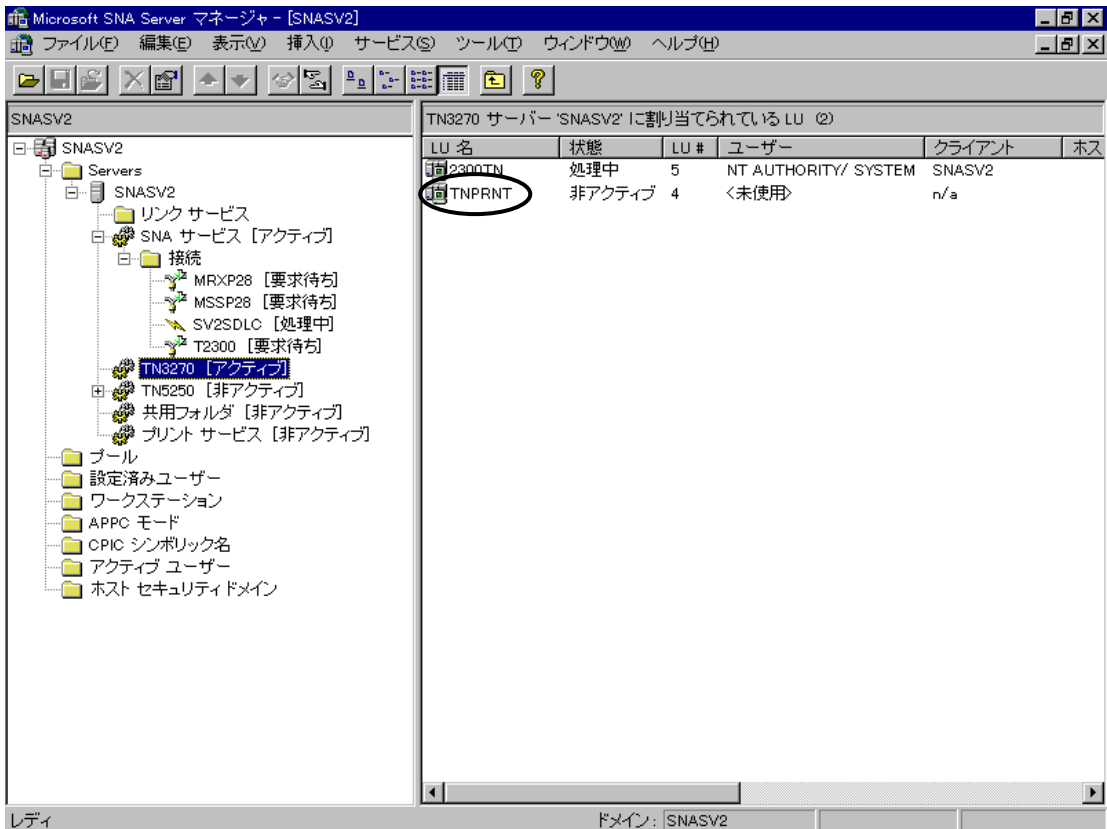 Microsoft SNA Server マネージャ - [SNASV2]
ファイル(F) 編集(E) 表示(V) 挿入(I) サービス(S) ツール(T) ウィンドウ(W) ヘルプ(H)
SNASV2
TN3270 サーバー 'SNASV2' に割り当てられている LU (2)
SNASV2
Servers
SNASV2
リンク サービス
SNA サービス [アクティブ]
接続
MRXP28 [要求待ち]
MSSP28 [要求待ち]
SV2SDLC [処理中]
T2300 [要求待ち]
TN3270 [アクティブ]
TN5250 [非アクティブ]
共用フォルダ [非アクティブ]
プリント サービス [非アクティブ]
プール
設定済みユーザー
ワークステーション
APPC モード
CPIC シンボリック名
アクティブ ユーザー
ホスト セキュリティドメイン
LU 名 状態 LU # ユーザー クライアント ホス
2300TN 処理中 5 NT AUTHORITY/ SYSTEM SNASV2
TNPRNT 非アクティブ 4 <未使用> n/a
レディ ドメイン: SNASV2